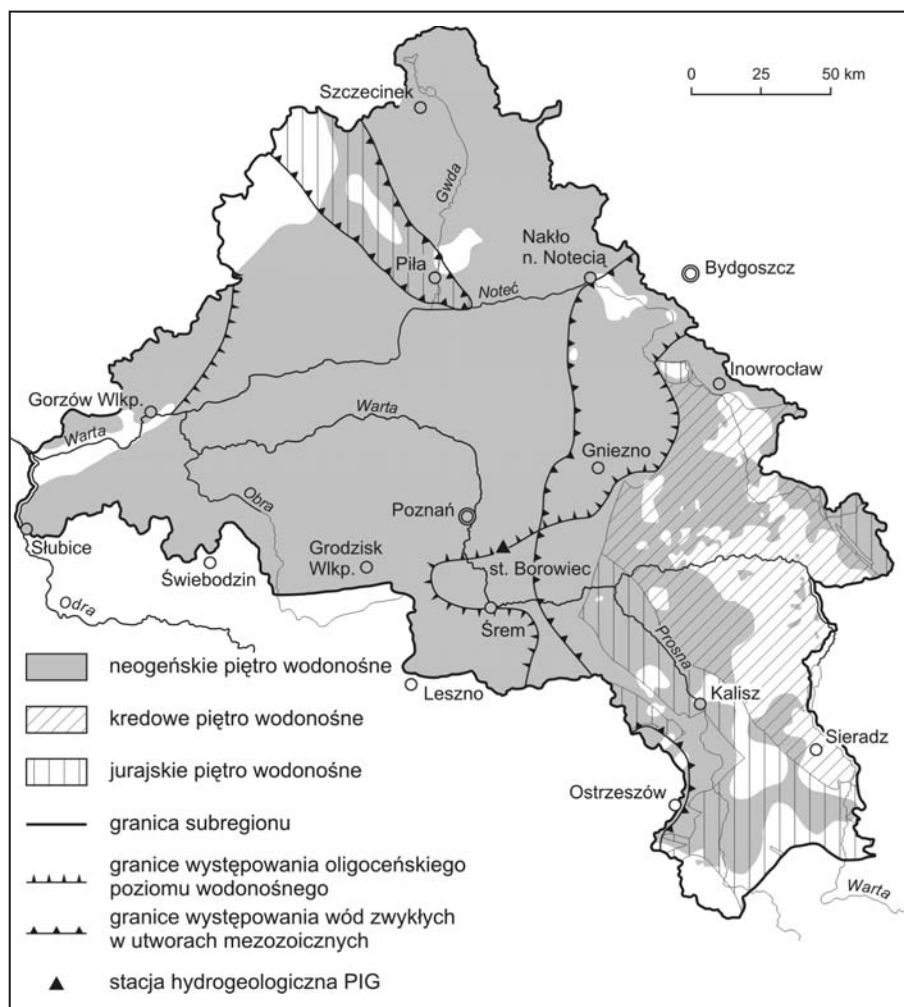 0 25 50 km
Szczecinek
Gwda
Nakło
n. Notecią
Bydgoszcz
Piła
Noteć
Inowrocław
Gorzów Wlkp.
Warta
Warta
Gniezno
Obra
Poznań
Słubice
Grodzisk
Wlkp.
st. Borowiec
Świebodzin
Odra
Śrem
Prosna
neogeńskie piętro wodonośne
Leszno
Kalisz
kredowe piętro wodonośne
Sieradz
jurajskie piętro wodonośne
Ostrzeszów
granica subregionu
granice występowania oligoceńskiego
poziomu wodonośnego
Warta
granice występowania wód zwykłych
w utworach mezozoicznych
stacja hydrogeologiczna PIG